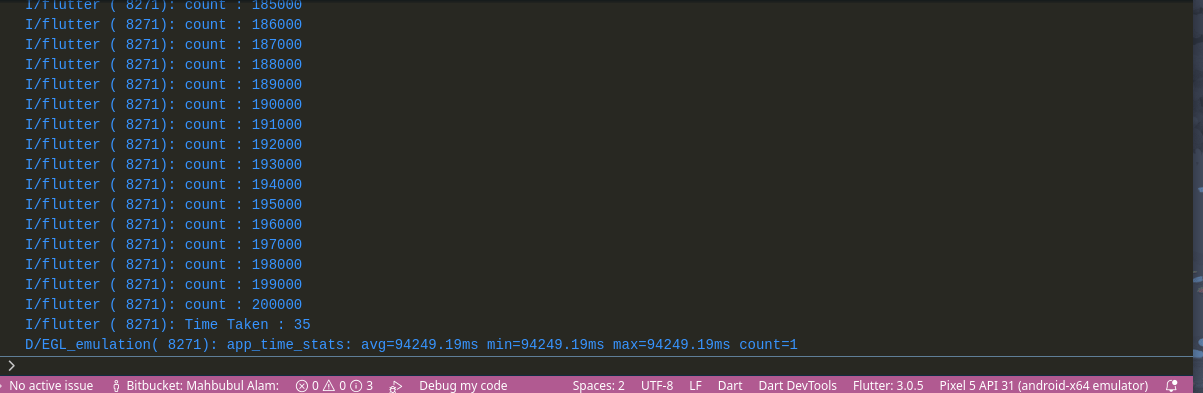 I/flutter ( 8271): count : 185000
I/flutter ( 8271): count : 186000
I/flutter ( 8271): count : 187000
I/flutter ( 8271): count : 188000
I/flutter ( 8271): count : 189000
I/flutter ( 8271): count : 190000
I/flutter ( 8271): count : 191000
I/flutter ( 8271): count : 192000
I/flutter ( 8271): count : 193000
I/flutter ( 8271): count : 194000
I/flutter ( 8271): count : 195000
I/flutter ( 8271): count : 196000
I/flutter ( 8271): count : 197000
I/flutter ( 8271): count : 198000
I/flutter ( 8271): count : 199000
I/flutter ( 8271): count : 200000
I/flutter ( 8271): Time Taken : 35
D/EGL_emulation( 8271): app_time_stats: avg=94249.19ms min=94249.19ms max=94249.19ms count=1
>
No active issue Bitbucket: Mahbubul Alam: 0 0 3 Debug my code Spaces: 2 UTF-8 LF Dart Dart DevTools Flutter: 3.0.5 Pixel 5 API 31 (android-x64 emulator)